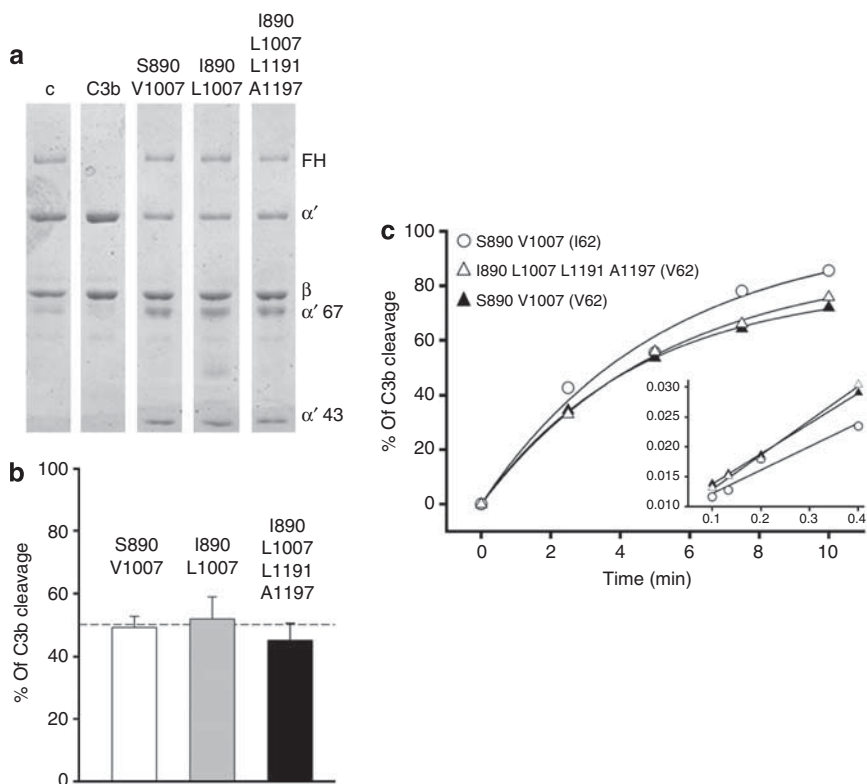 a
c
C3b
S890
V1007
I890
L1007
I890
L1007
L1191
A1197
FH
α′
β
α′ 67
α′ 43
b
% Of C3b cleavage
100
80
60
40
20
0
S890
V1007
I890
L1007
I890
L1007
L1191
A1197
c
% Of C3b cleavage
100
80
60
40
20
0
S890 V1007 (I62)
I890 L1007 L1191 A1197 (V62)
S890 V1007 (V62)
0.030
0.025
0.020
0.015
0.010
0.1 0.2 0.3 0.4
0 2 4 6 8 10
Time (min)